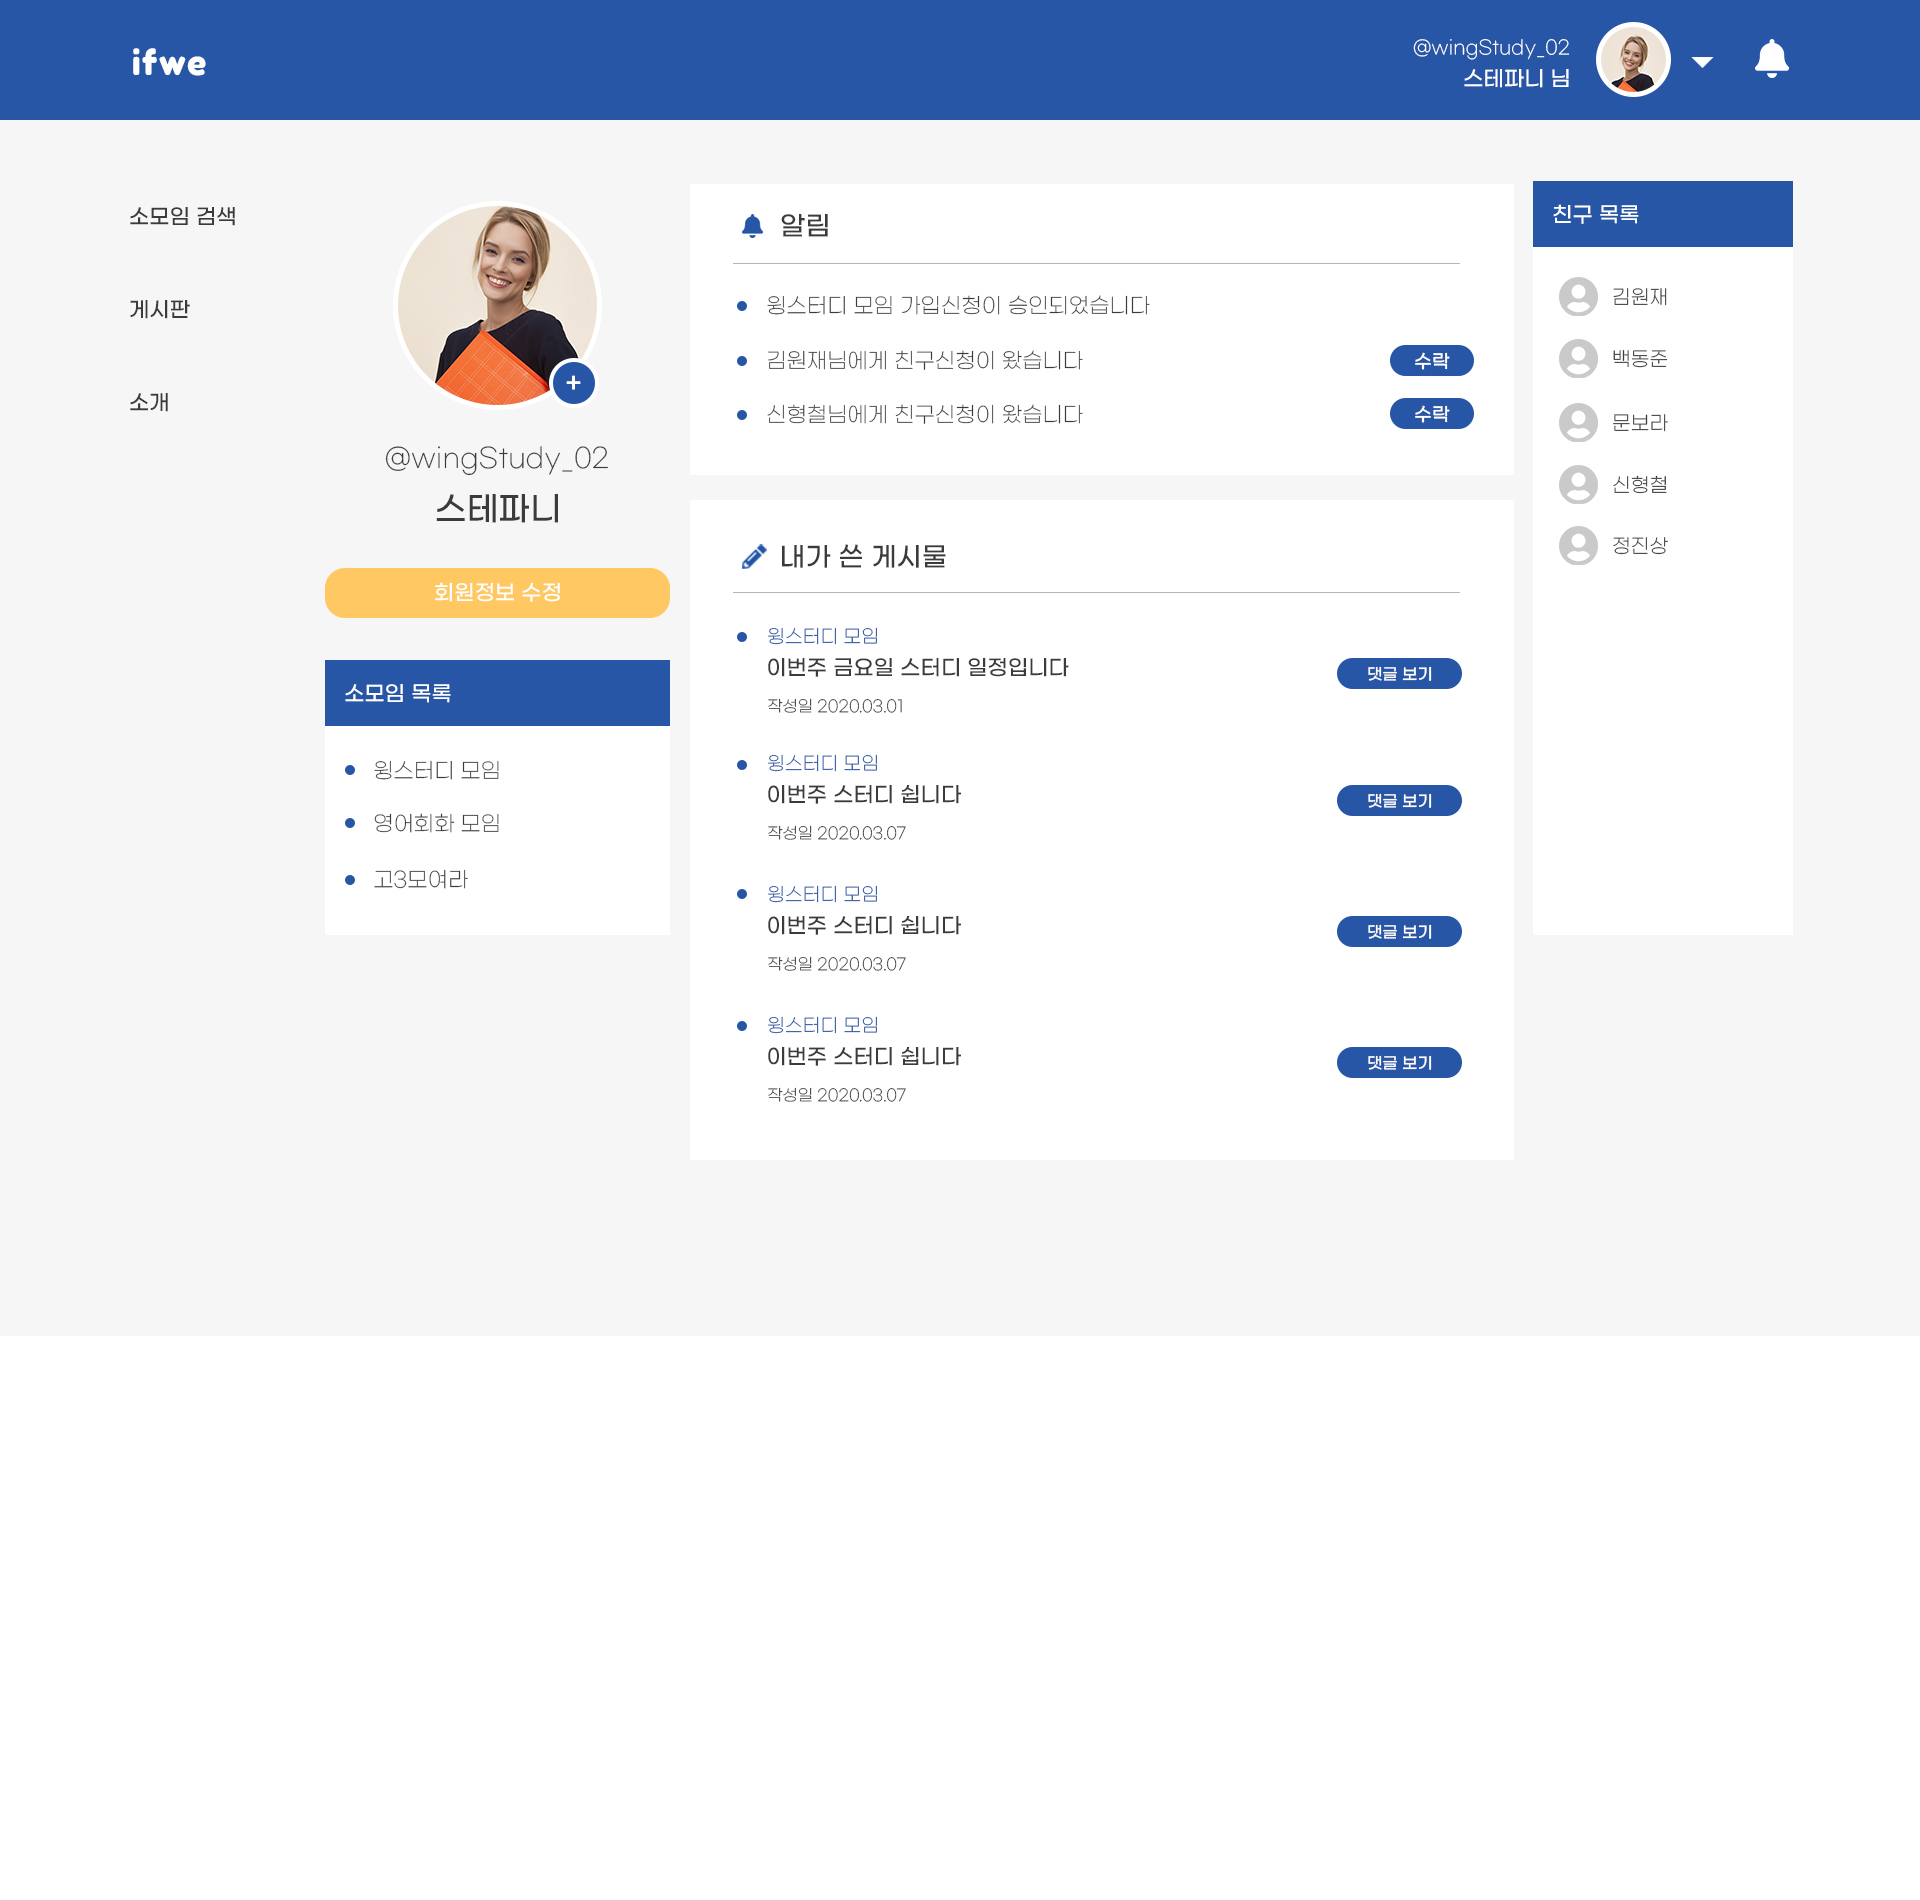 ifwe
@wingStudy_02
스테파니 님
소모임 검색
게시판
소개
+
@wingStudy_02
스테파니
회원정보 수정
소모임 목록
윙스터디 모임
영어회화 모임
고3모여라
알림
윙스터디 모임 가입신청이 승인되었습니다
김원재님에게 친구신청이 왔습니다
수락
신형철님에게 친구신청이 왔습니다
수락
내가 쓴 게시물
윙스터디 모임
이번주 금요일 스터디 일정입니다
댓글 보기
작성일 2020.03.01
윙스터디 모임
이번주 스터디 쉽니다
댓글 보기
작성일 2020.03.07
윙스터디 모임
이번주 스터디 쉽니다
댓글 보기
작성일 2020.03.07
윙스터디 모임
이번주 스터디 쉽니다
댓글 보기
작성일 2020.03.07
친구 목록
김원재
백동준
문보라
신형철
정진상